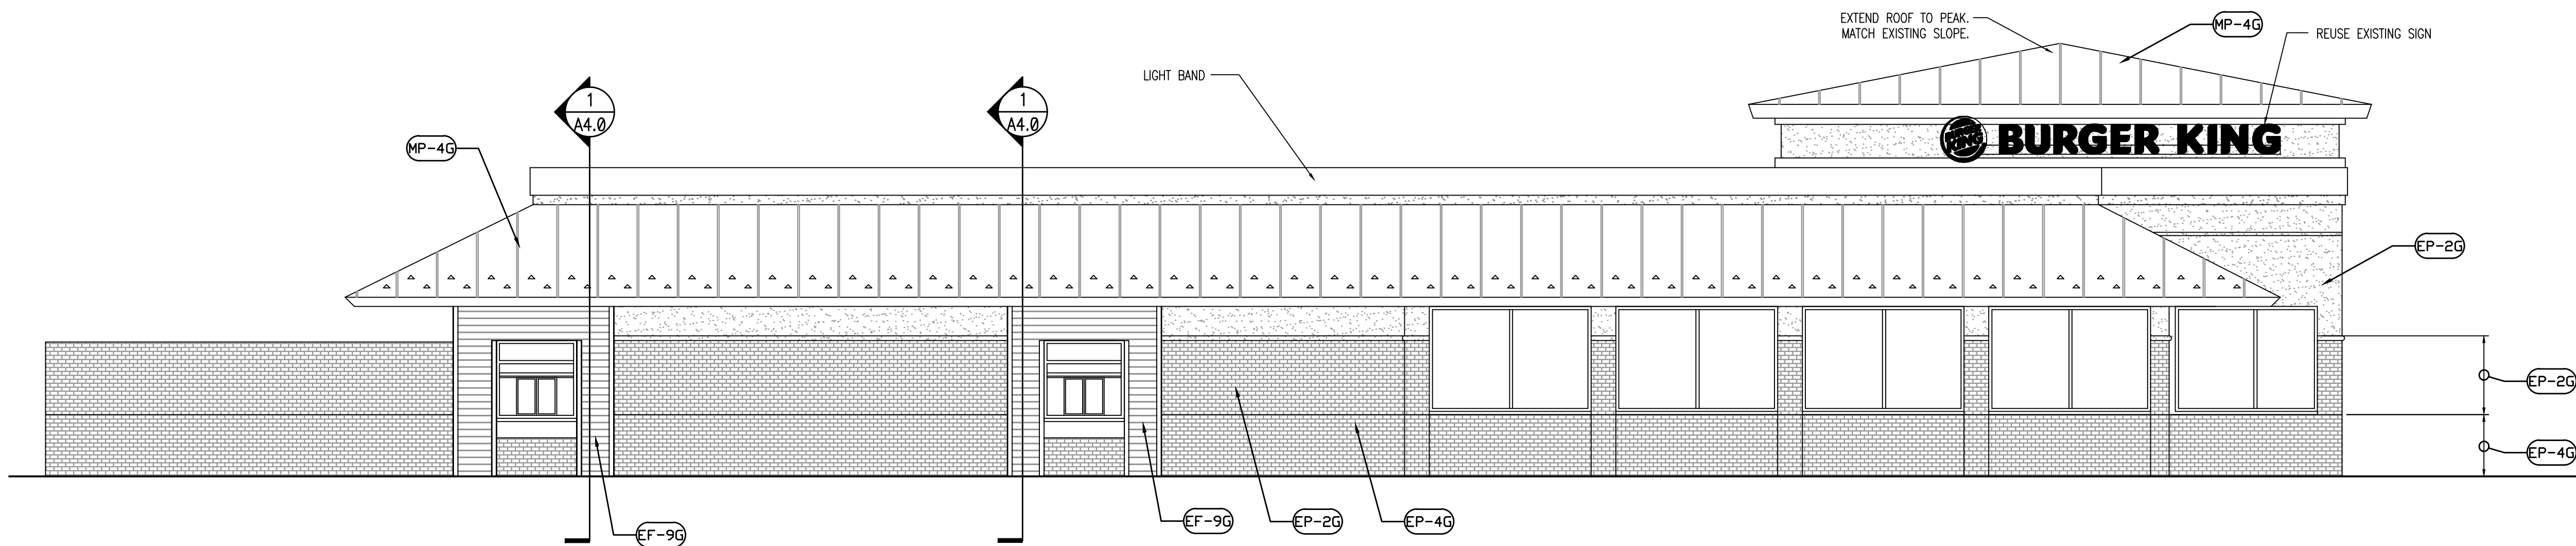 EXTEND ROOF TO PEAK.
MATCH EXISTING SLOPE.
MP-4G
REUSE EXISTING SIGN
LIGHT BAND
1
A4.0
1
A4.0
MP-4G
BURGER KING
BURGER KING
EP-2G
EP-2G
EP-4G
EF-9G
EF-9G
EP-2G
EP-4G